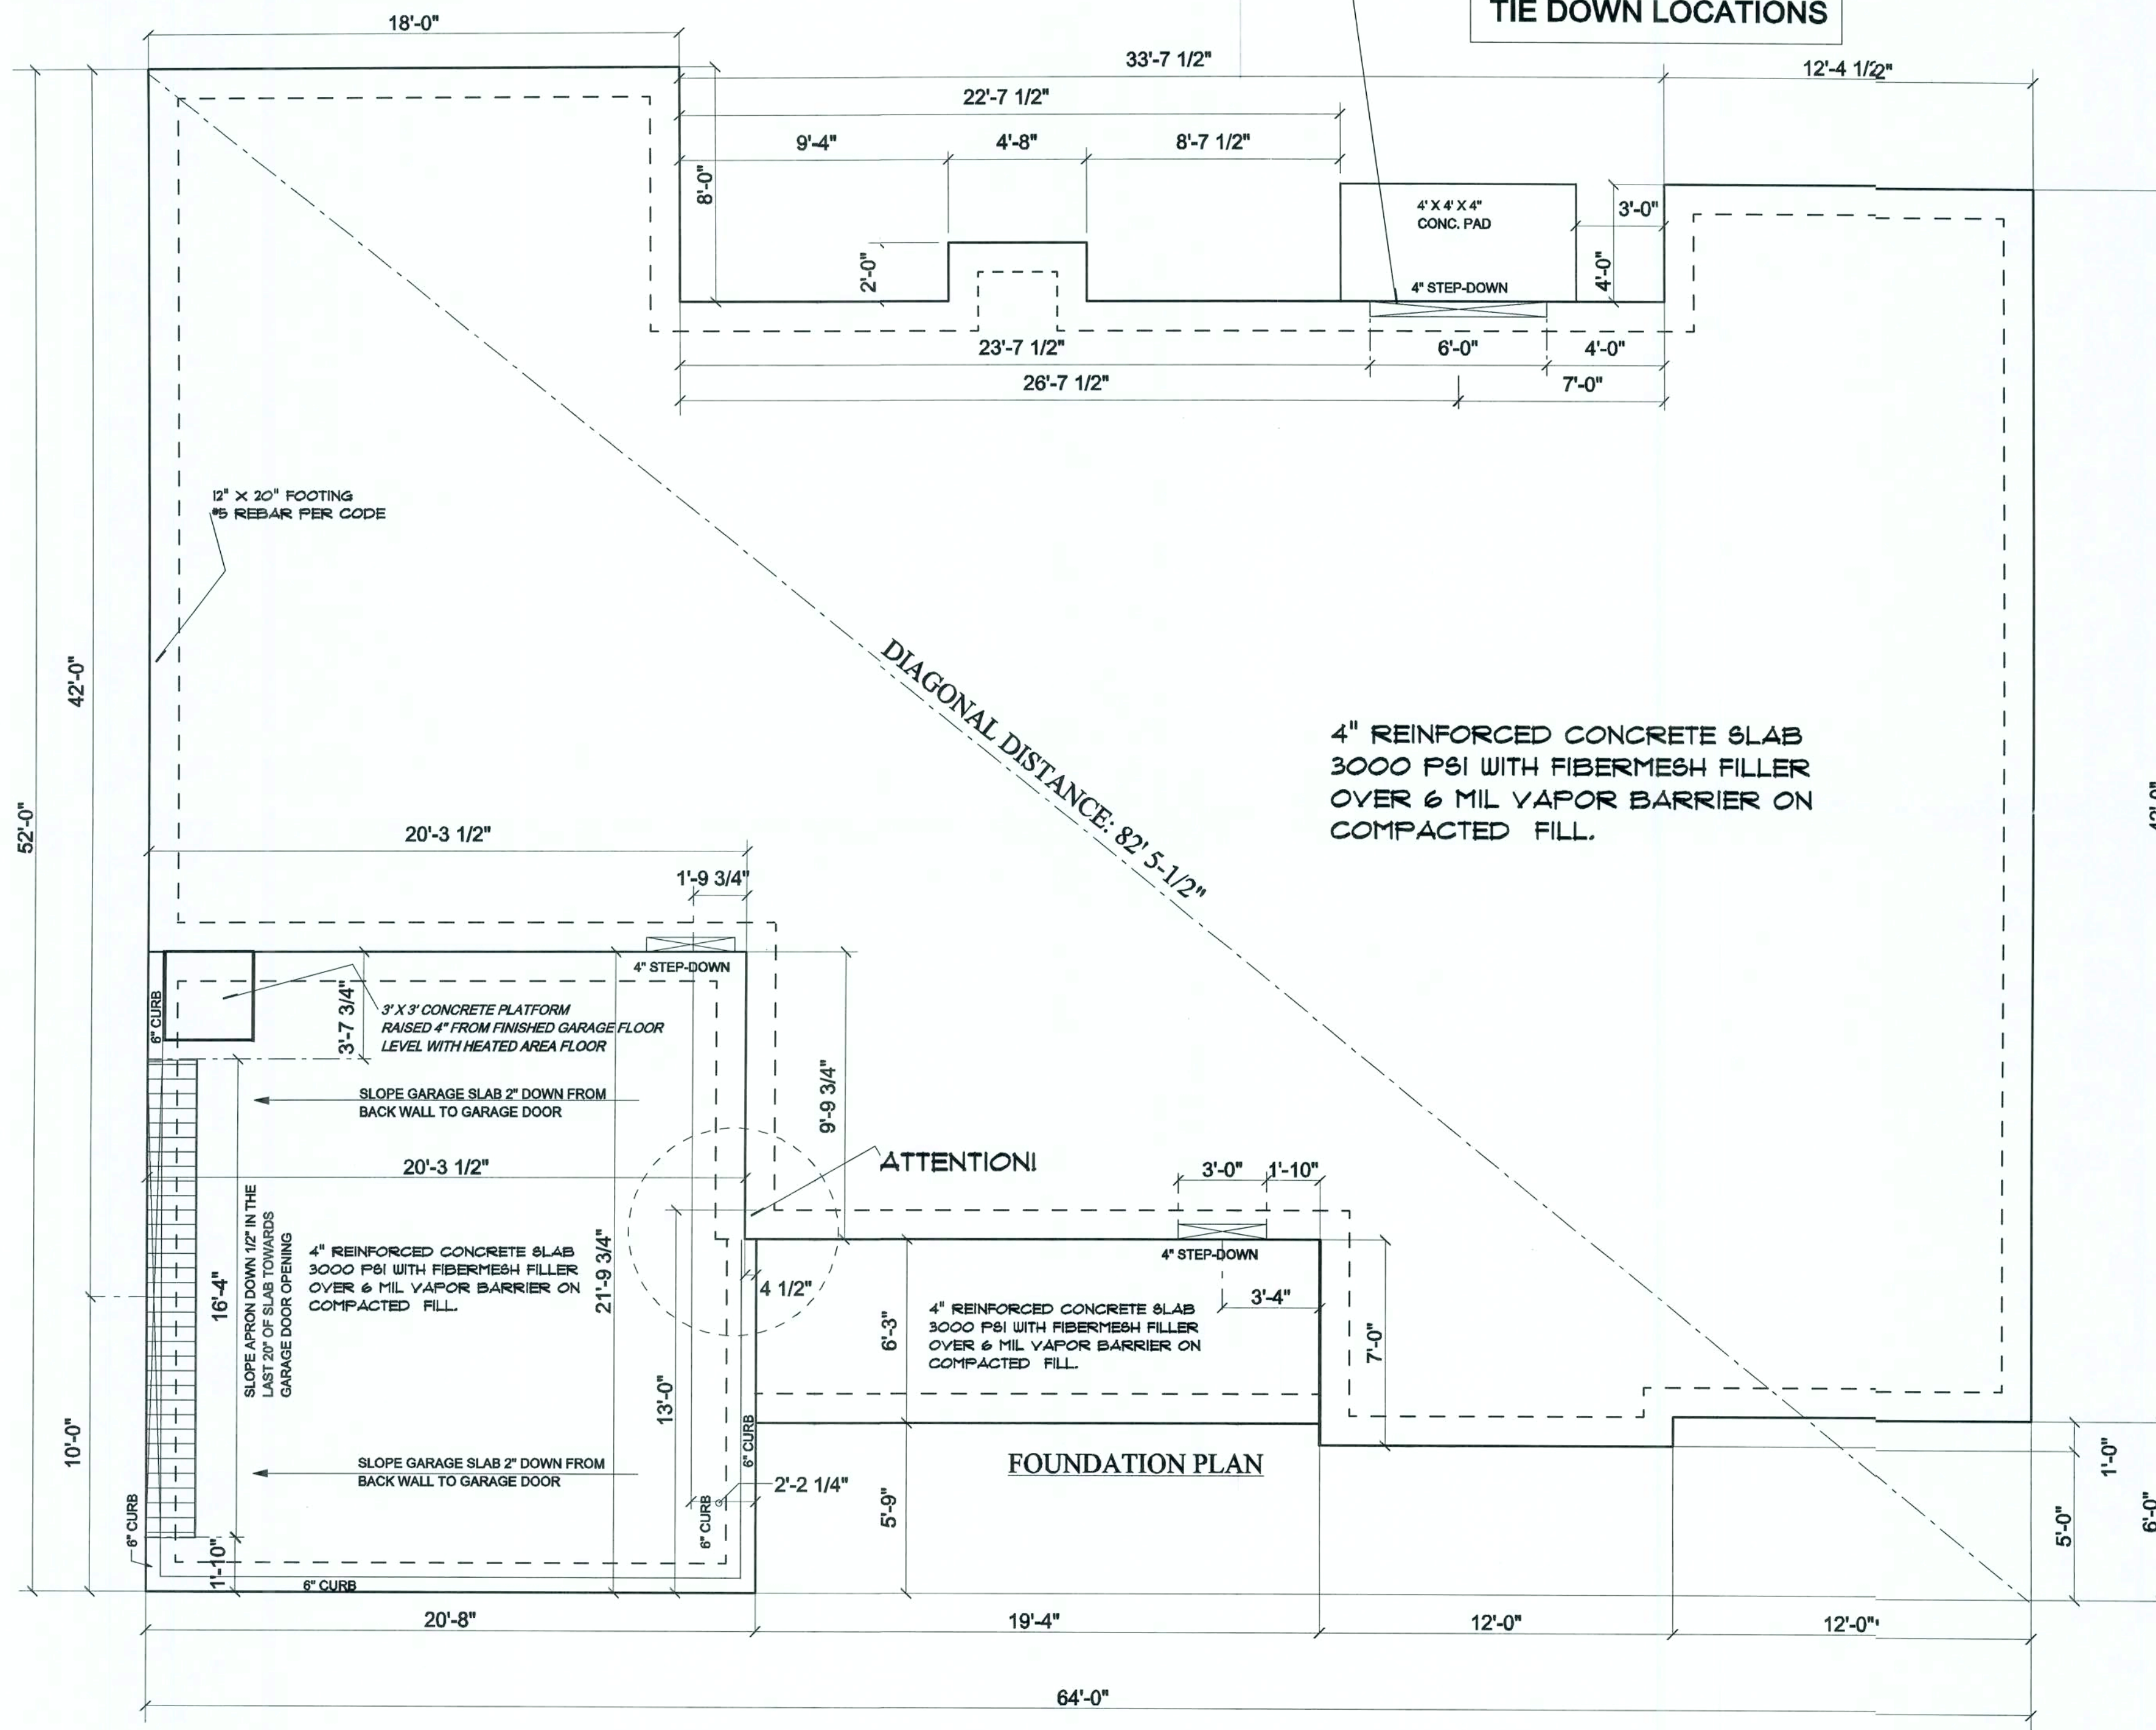 TIE DOWN LOCATIONS
18'-0"
33'-7 1/2"
12'-4 1/2"
22'-7 1/2"
9'-4"
4'-8"
8'-7 1/2"
8'-0"
2'-0"
4' X 4' X 4"
CONC. PAD
3'-0"
4'-0"
4" STEP-DOWN
23'-7 1/2"
6'-0"
4'-0"
26'-7 1/2"
7'-0"
12" X 20" FOOTING
#5 REBAR PER CODE
42'-0"
52'-0"
DIAGONAL DISTANCE: 82' 5-1/2"
4" REINFORCED CONCRETE SLAB
3000 PSI WITH FIBERMESH FILLER
OVER 6 MIL VAPOR BARRIER ON
COMPACTED FILL.
20'-3 1/2"
1'-9 3/4"
4" STEP-DOWN
6" CURB
3'-7 3/4"
3' X 3' CONCRETE PLATFORM
RAISED 4" FROM FINISHED GARAGE FLOOR
LEVEL WITH HEATED AREA FLOOR
SLOPE GARAGE SLAB 2" DOWN FROM
BACK WALL TO GARAGE DOOR
9'-9 3/4"
ATTENTION!
20'-3 1/2"
3'-0"
1'-10"
SLOPE APRON DOWN 1/2" IN THE
LAST 20" OF SLAB TOWARDS
GARAGE DOOR OPENING
16'-4"
4" REINFORCED CONCRETE SLAB
3000 PSI WITH FIBERMESH FILLER
OVER 6 MIL VAPOR BARRIER ON
COMPACTED FILL.
21'-9 3/4"
4 1/2"
4" STEP-DOWN
3'-4"
6'-3"
4" REINFORCED CONCRETE SLAB
3000 PSI WITH FIBERMESH FILLER
OVER 6 MIL VAPOR BARRIER ON
COMPACTED FILL.
7'-0"
13'-0"
10'-0"
6" CURB
SLOPE GARAGE SLAB 2" DOWN FROM
BACK WALL TO GARAGE DOOR
FOUNDATION PLAN
2'-2 1/4"
6" CURB
6" CURB
5'-9"
1'-0"
5'-0"
6'-0"
1'-10"
6" CURB
20'-8"
19'-4"
12'-0"
12'-0"
64'-0"